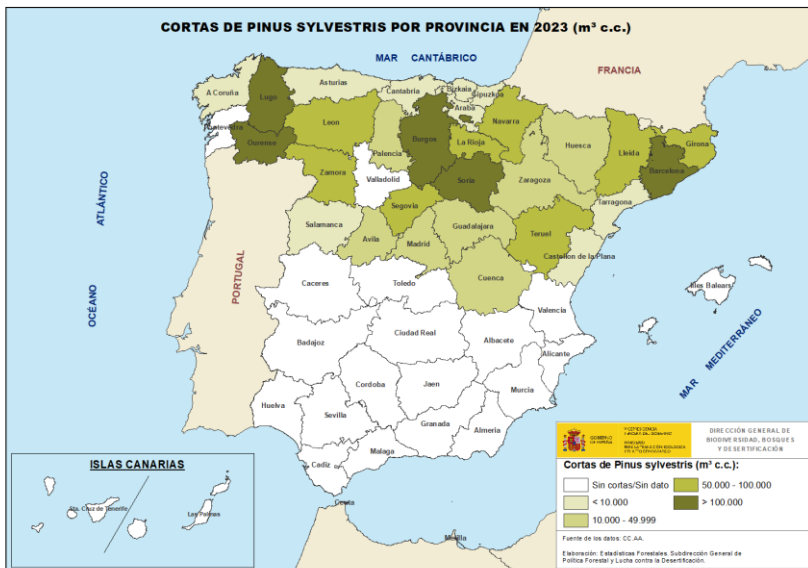 CORTAS DE PINUS SYLVESTRIS POR PROVINCIA EN 2023 (m³ c.c.)
MAR CANTÁBRICO
FRANCIA
A Coruña
Lugo
Asturias
Cantabria
Bizkaia
Gipuzkoa
Araba
Navarra
Pontevedra
Ourense
Leon
Palencia
Burgos
La Rioja
Huesca
Lleida
Girona
Barcelona
Zamora
Valladolid
Soria
Zaragoza
Tarragona
Segovia
Salamanca
Avila
Madrid
Guadalajara
Teruel
Castellon de la Plana
Cuenca
OCÉANO ATLÁNTICO
PORTUGAL
Caceres
Toledo
Valencia
Illes Balears
MAR MEDITERRÁNEO
Badajoz
Ciudad Real
Albacete
Alicante
Cordoba
Jaen
Murcia
Huelva
Sevilla
Granada
Almeria
Cadiz
Malaga
Ceuta
Melilla
ISLAS CANARIAS
Sta. Cruz de Tenerife
Las Palmas
GOBIERNO
DE ESPAÑA
DIRECCIÓN GENERAL DE
BIODIVERSIDAD, BOSQUES
Y DESERTIFICACIÓN
Cortas de Pinus sylvestris (m³ c.c.):
Sin cortas/Sin dato
< 10.000
10.000 - 49.999
50.000 - 100.000
> 100.000
Fuente de los datos: CC.AA.
Elaboración: Estadísticas Forestales. Subdirección General de
Política Forestal y Lucha contra la Desertificación.